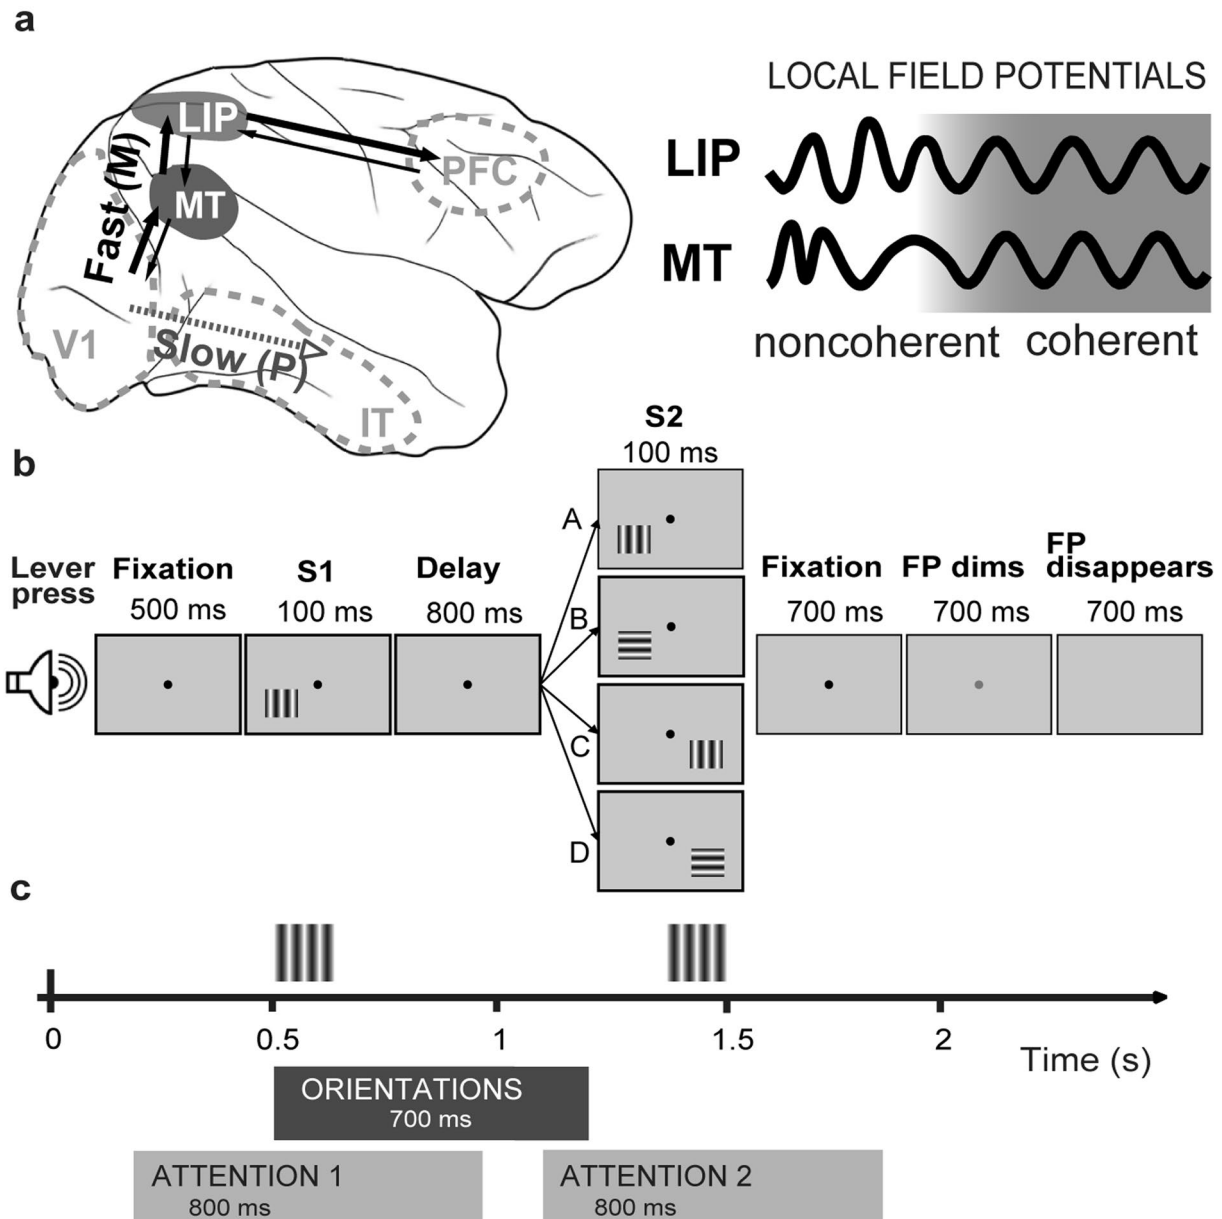 a
LOCAL FIELD POTENTIALS
LIP
MT
noncoherent coherent
LIP
PFC
MT
Fast (M)
V1
Slow (P)
IT
b
S2
100 ms
A
B
C
D
Lever
press
Fixation
500 ms
S1
100 ms
Delay
800 ms
Fixation
700 ms
FP dims
700 ms
FP
disappears
700 ms
c
0 0.5 1 1.5 2
Time (s)
ORIENTATIONS
700 ms
ATTENTION 1
800 ms
ATTENTION 2
800 ms